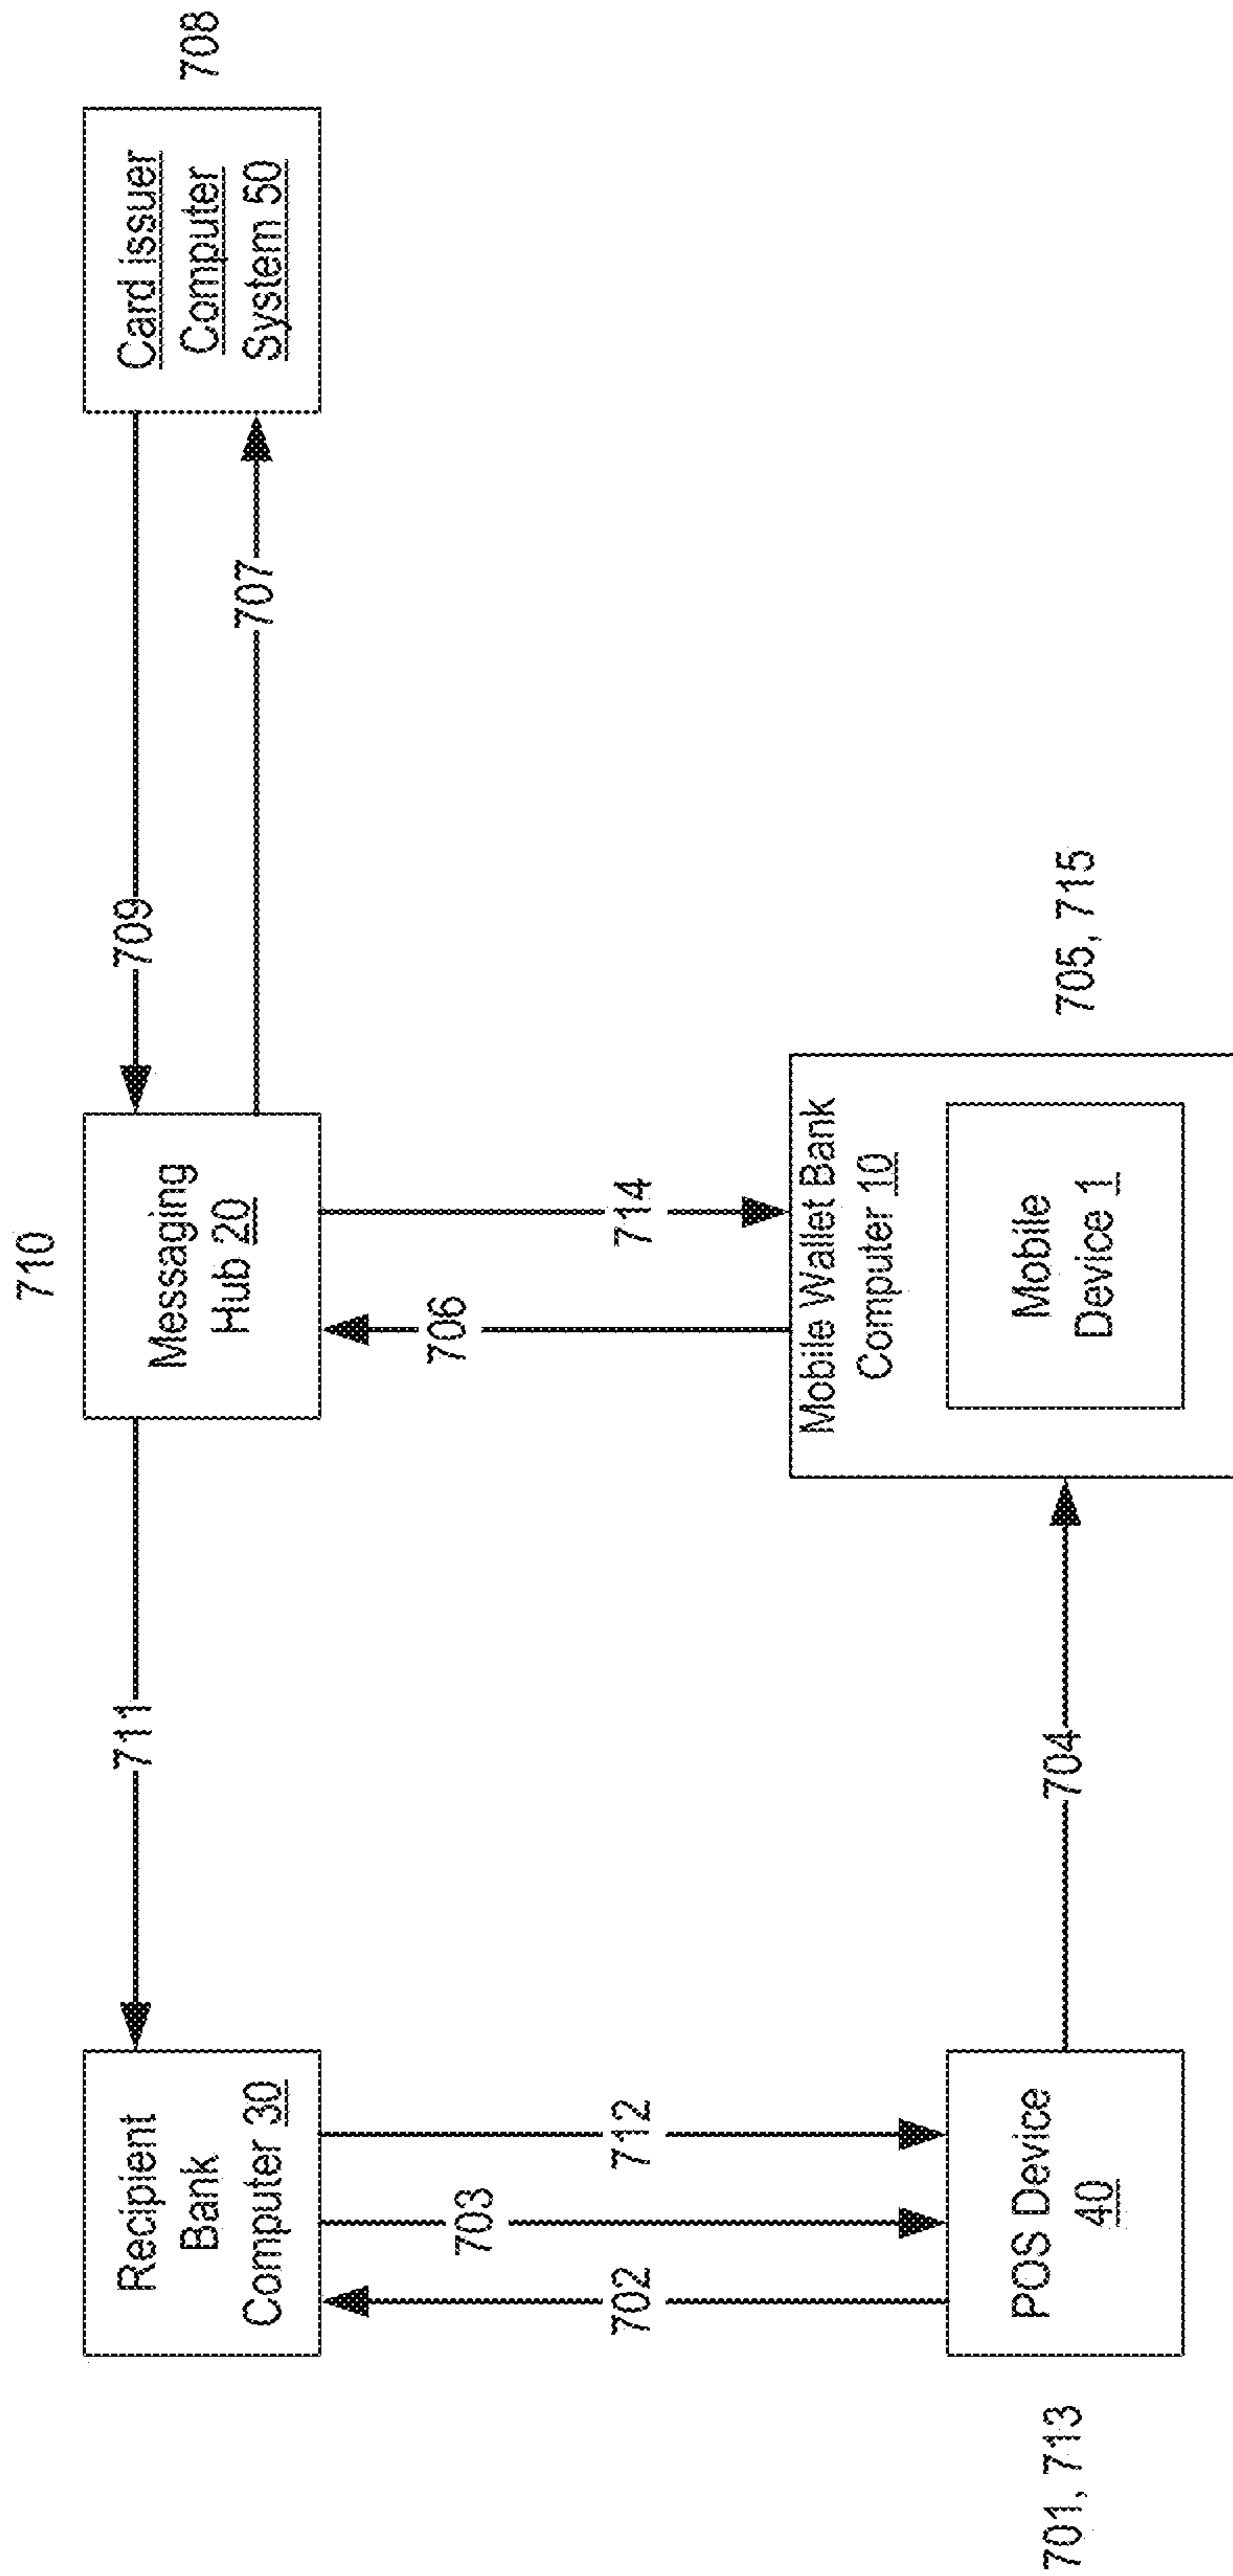 710
708
Recipient
Bank
Computer 30
711
Messaging
Hub 20
709
707
Card issuer
Computer
System 50
702
703
712
706
714
701, 713
POS Device
40
704
Mobile Wallet Bank
Computer 10
Mobile
Device 1
705, 715